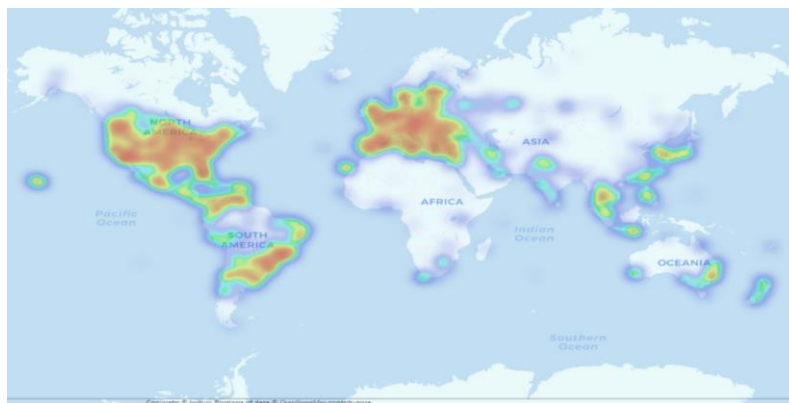 NORTH
AMERICA
ASIA
AFRICA
Pacific
Ocean
Indian
Ocean
SOUTH
AMERICA
OCEANIA
Southern
Ocean